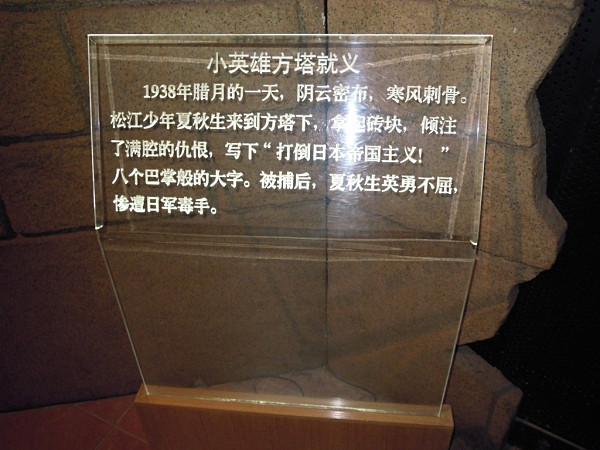 小英雄方塔就义
1938年腊月的一天，阴云密布，寒风刺骨。
松江少年夏秋生来到方塔下，拿起砖块，倾注
了满腔的仇恨，写下“打倒日本帝国主义！”
八个巴掌般的大字。被捕后，夏秋生英勇不屈，
惨遭日军毒手。